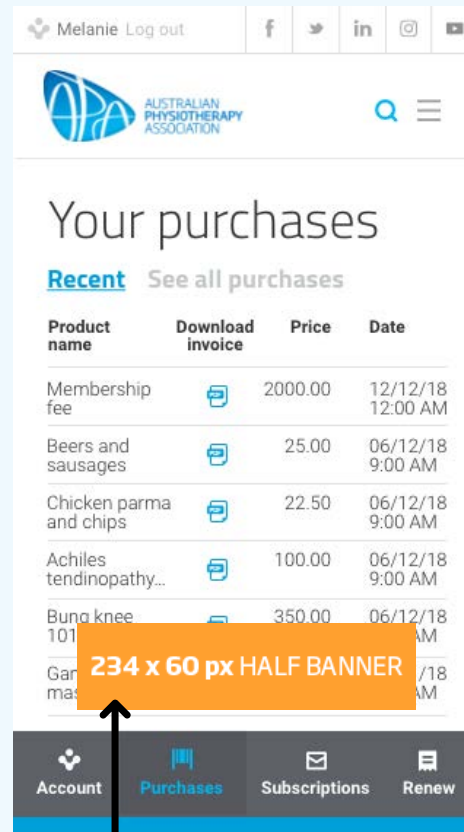 Melanie Log out
APA AUSTRALIAN
PHYSIOTHERAPY
ASSOCIATION
Your purchases
Recent See all purchases
Product Download Price Date
name invoice
Membership 2000.00 12/12/18
fee 12:00 AM
Beers and 25.00 06/12/18
sausages 9:00 AM
Chicken parma 22.50 06/12/18
and chips 9:00 AM
Achiles 100.00 06/12/18
tendinopathy... 9:00 AM
Bung knee 350.00 06/12/18
101 AM
/18
AM
234 x 60 px HALF BANNER
Account Purchases Subscriptions Renew